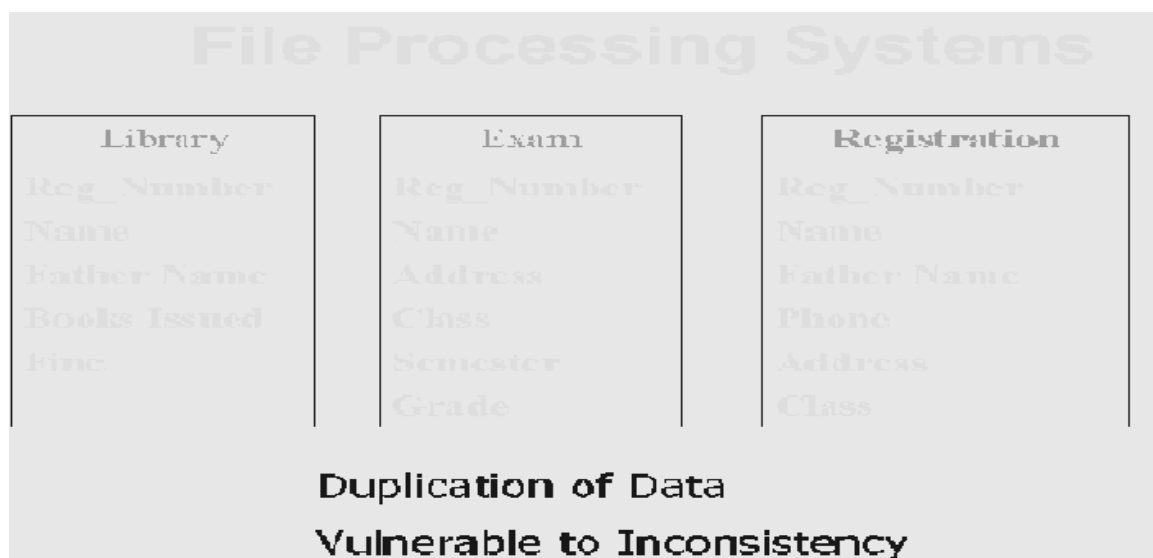 File Processing Systems
Library
Reg_Number
Name
Father Name
Books Issued
Fine
Exam
Reg_Number
Name
Address
Class
Semester
Grade
Registration
Reg_Number
Name
Father Name
Phone
Address
Class
Duplication of Data
Vulnerable to Inconsistency